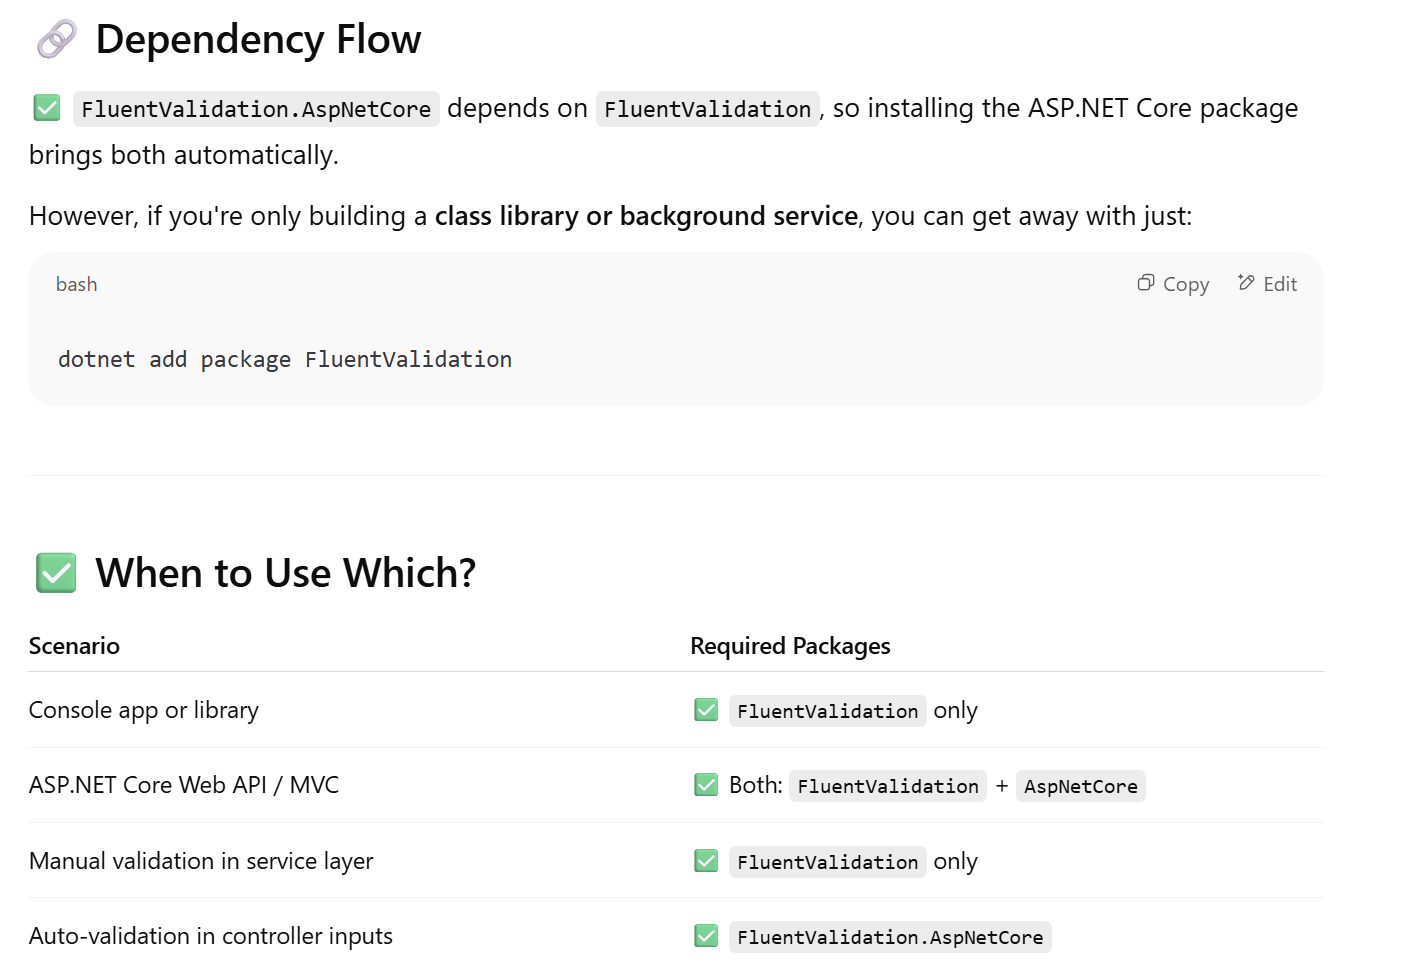 🔗 Dependency Flow
✅ FluentValidation.AspNetCore depends on FluentValidation, so installing the ASP.NET Core package
brings both automatically.
However, if you're only building a class library or background service, you can get away with just:
bash Copy Edit
dotnet add package FluentValidation
✅ When to Use Which?
Scenario Required Packages
Console app or library ✅ FluentValidation only
ASP.NET Core Web API / MVC ✅ Both: FluentValidation + AspNetCore
Manual validation in service layer ✅ FluentValidation only
Auto-validation in controller inputs ✅ FluentValidation.AspNetCore